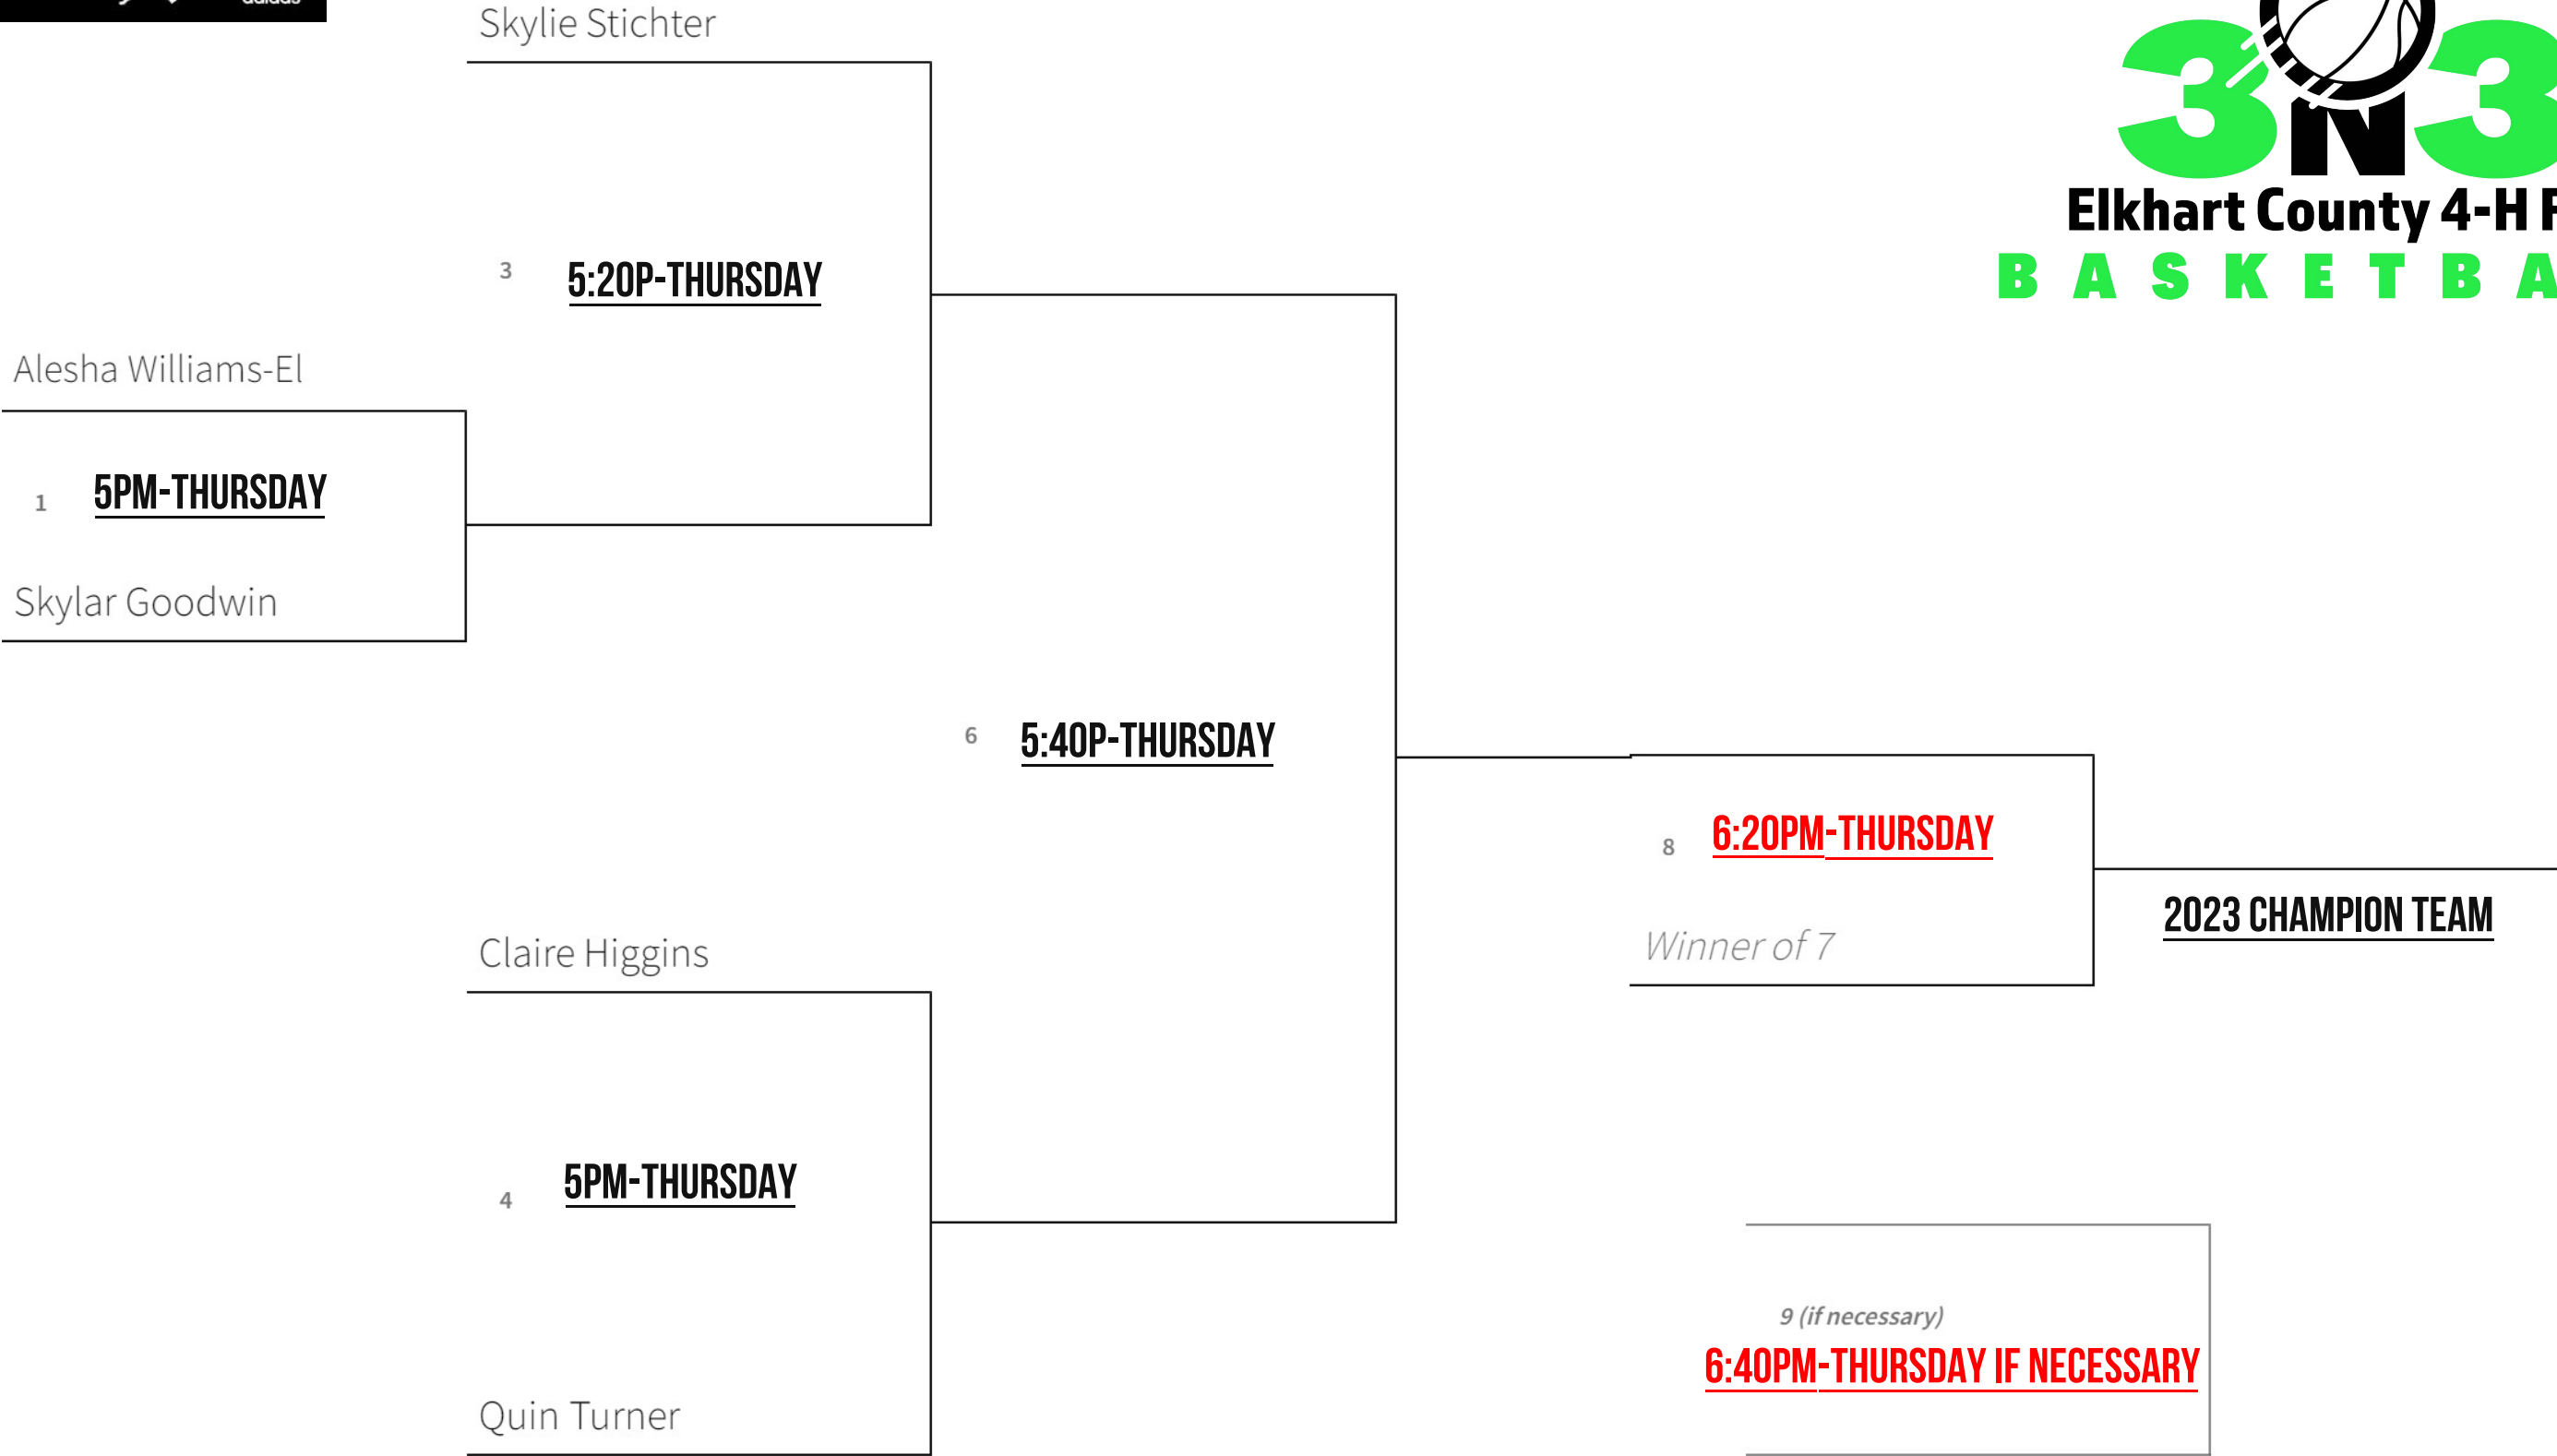 adidas
Skylie Stichter
3N3
Elkhart County 4-H
BASKETBA
3 5:20P-THURSDAY
Alesha Williams-El
1 5PM-THURSDAY
Skylar Goodwin
6 5:40P-THURSDAY
8 6:20PM-THURSDAY
2023 CHAMPION TEAM
Winner of 7
Claire Higgins
4 5PM-THURSDAY
9 (if necessary)
6:40PM-THURSDAY IF NECESSARY
Quin Turner